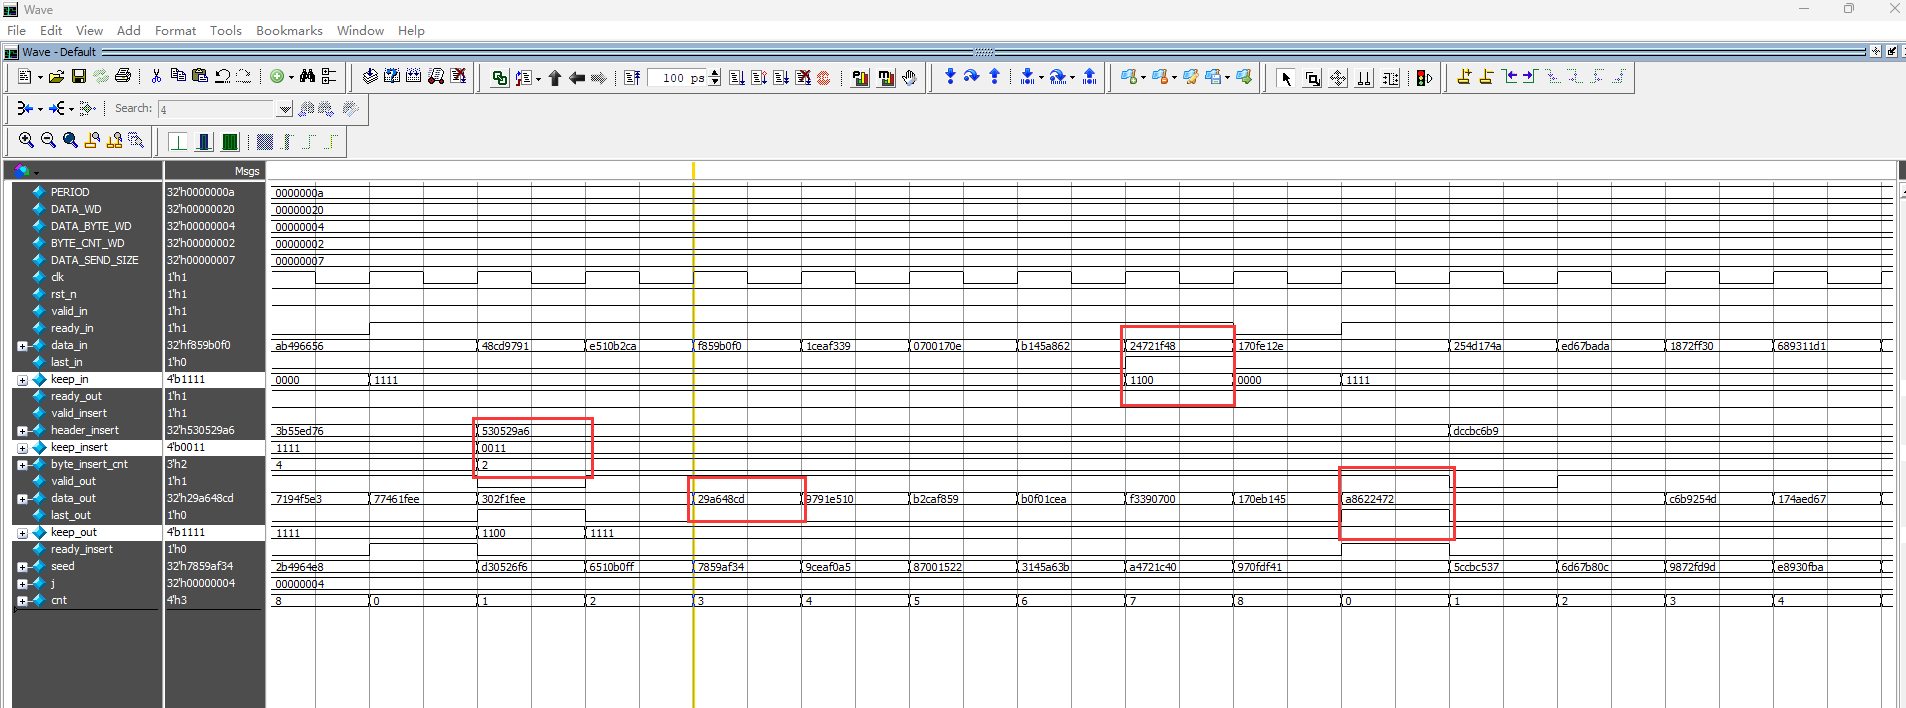 Wave
File Edit View Add Format Tools Bookmarks Window Help
Wave - Default
100 ps
Search: 4
Msgs
PERIOD 32'h0000000a 0000000a
DATA_WD 32'h00000020 00000020
DATA_BYTE_WD 32'h00000004 00000004
BYTE_CNT_WD 32'h00000002 00000002
DATA_SEND_SIZE 32'h00000007 00000007
clk 1'h1
rst_n 1'h1
valid_in 1'h1
ready_in 1'h1
data_in 32'hf859b0f0 ab496656 48cd9791 e510b2ca f859b0f0 1ceaf339 0700170e b145a862 24721f48 170fe12e 254d174a ed67bada 1872ff30 689311d1
last_in 1'h0
keep_in 4'b1111 0000 1111 1100 0000 1111
ready_out 1'h1
valid_insert 1'h1
header_insert 32'h530529a6 3b55ed76 530529a6 dccbc6b9
keep_insert 4'b0011 1111 0011
byte_insert_cnt 3'h2 4 2
valid_out 1'h1
data_out 32'h29a648cd 7194f5e3 77461fee 302f1fee 29a648cd 9791e510 b2caf859 b0f01cea f3390700 170eb145 a8622472 c6b9254d 174aed67
last_out 1'h0
keep_out 4'b1111 1111 1100 1111
ready_insert 1'h0
seed 32'h7859af34 2b4964e8 d30526f6 6510b0ff 7859af34 9ceaf0a5 87001522 3145a63b a4721c40 970fdf41 5ccbc537 6d67b80c 9872fd9d e8930fba
j 32'h00000004 00000004
cnt 4'h3 8 0 1 2 3 4 5 6 7 8 0 1 2 3 4